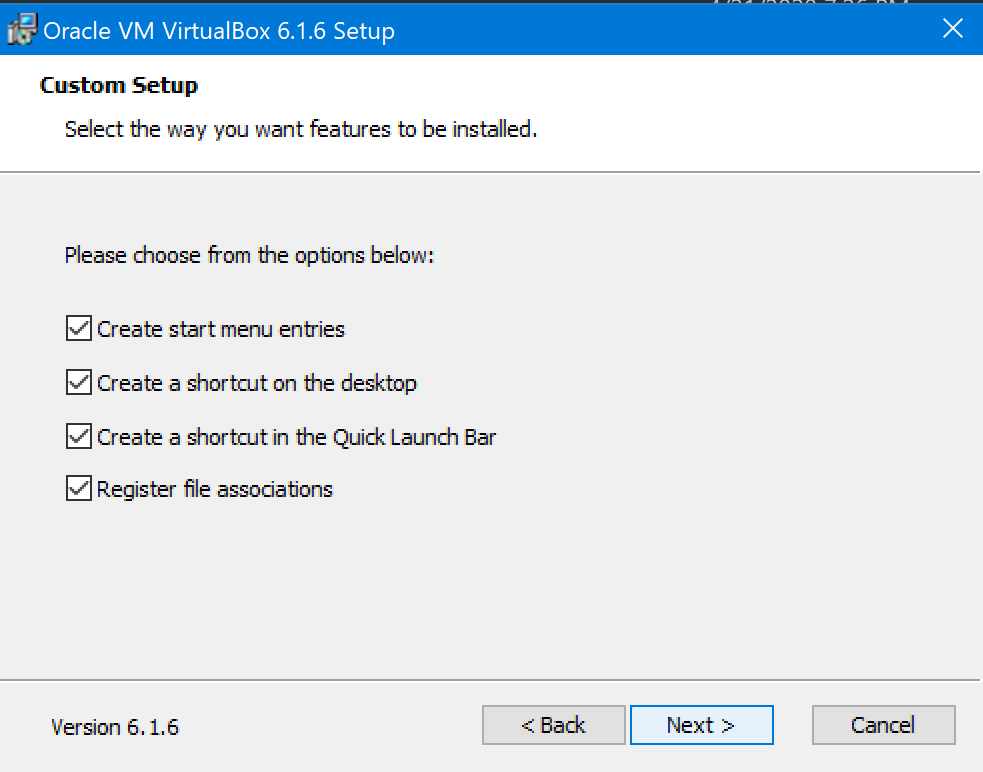 Oracle VM VirtualBox 6.1.6 Setup
Custom Setup
Select the way you want features to be installed.
Please choose from the options below:
Create start menu entries
Create a shortcut on the desktop
Create a shortcut in the Quick Launch Bar
Register file associations
Version 6.1.6
< Back
Next >
Cancel